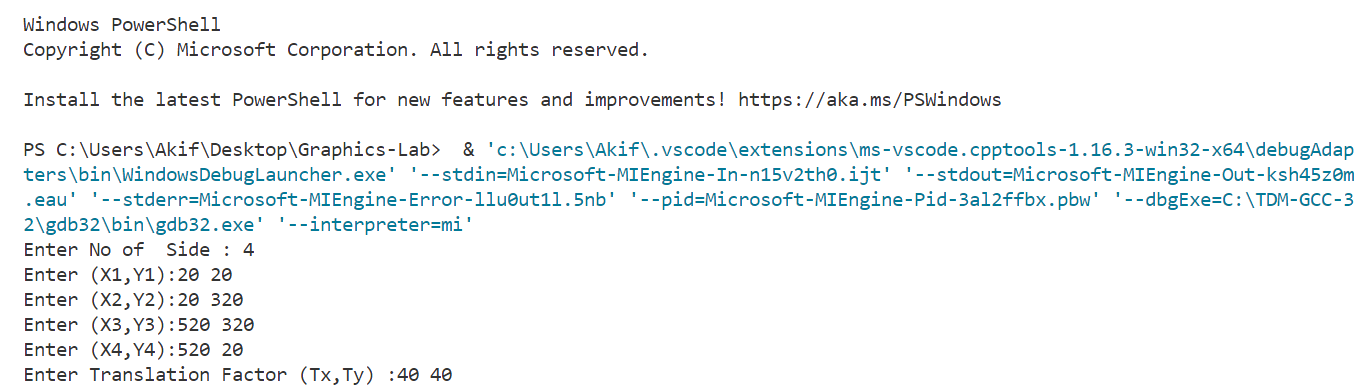 Windows PowerShell
Copyright (C) Microsoft Corporation. All rights reserved.
Install the latest PowerShell for new features and improvements! https://aka.ms/PSWindows
PS C:\Users\Akif\Desktop\Graphics-Lab>  & 'c:\Users\Akif\.vscode\extensions\ms-vscode.cpptools-1.16.3-win32-x64\debugAdap
ters\bin\WindowsDebugLauncher.exe' '--stdin=Microsoft-MIEngine-In-n15v2th0.ijt' '--stdout=Microsoft-MIEngine-Out-ksh45z0m
.eau' '--stderr=Microsoft-MIEngine-Error-llu0ut1l.5nb' '--pid=Microsoft-MIEngine-Pid-3al2ffbx.pbw' '--dbgExe=C:\TDM-GCC-3
2\gdb32\bin\gdb32.exe' '--interpreter=mi'
Enter No of  Side : 4
Enter (X1,Y1):20 20
Enter (X2,Y2):20 320
Enter (X3,Y3):520 320
Enter (X4,Y4):520 20
Enter Translation Factor (Tx,Ty) :40 40